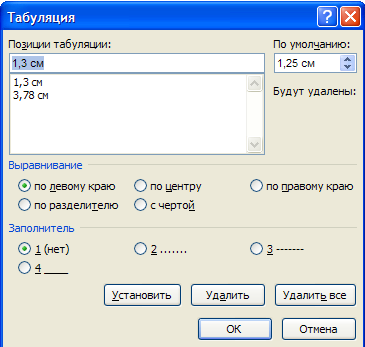 Табуляция
Позиции табуляции:
По умолчанию:
1,3 см
1,25 см
1,3 см
3,78 см
Будут удалены:
Выравнивание
по левому краю
по центру
по правому краю
по разделителю
с чертой
Заполнитель
1 (нет)
2 .......
3 -------
4 ____
Установить
Удалить
Удалить все
ОК
Отмена